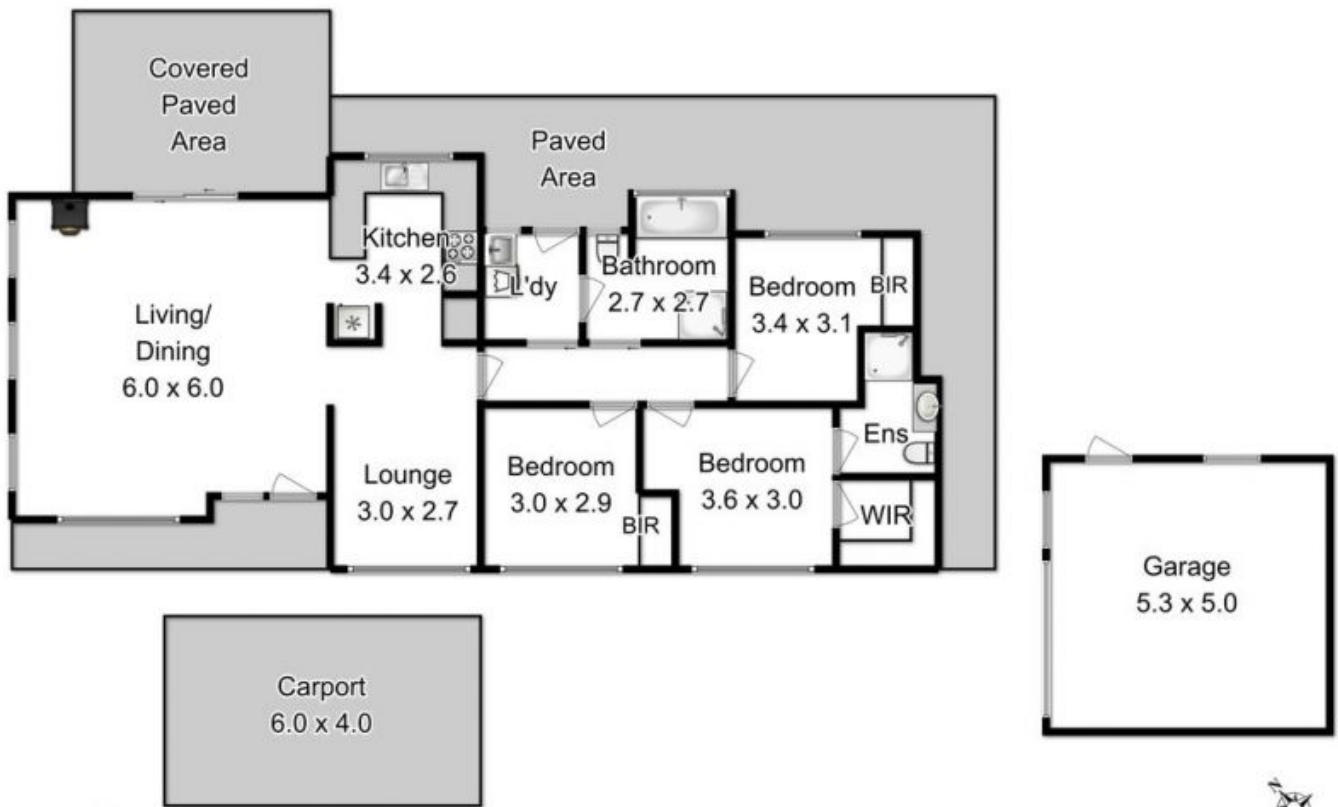 Covered
Paved
Area
Paved
Area
Kitchen
3.4 x 2.6
L'dy
Bathroom
2.7 x 2.7
Bedroom
3.4 x 3.1
BIR
Living/
Dining
6.0 x 6.0
Lounge
3.0 x 2.7
Bedroom
3.0 x 2.9
BIR
Bedroom
3.6 x 3.0
Ens
WIR
Garage
5.3 x 5.0
Carport
6.0 x 4.0